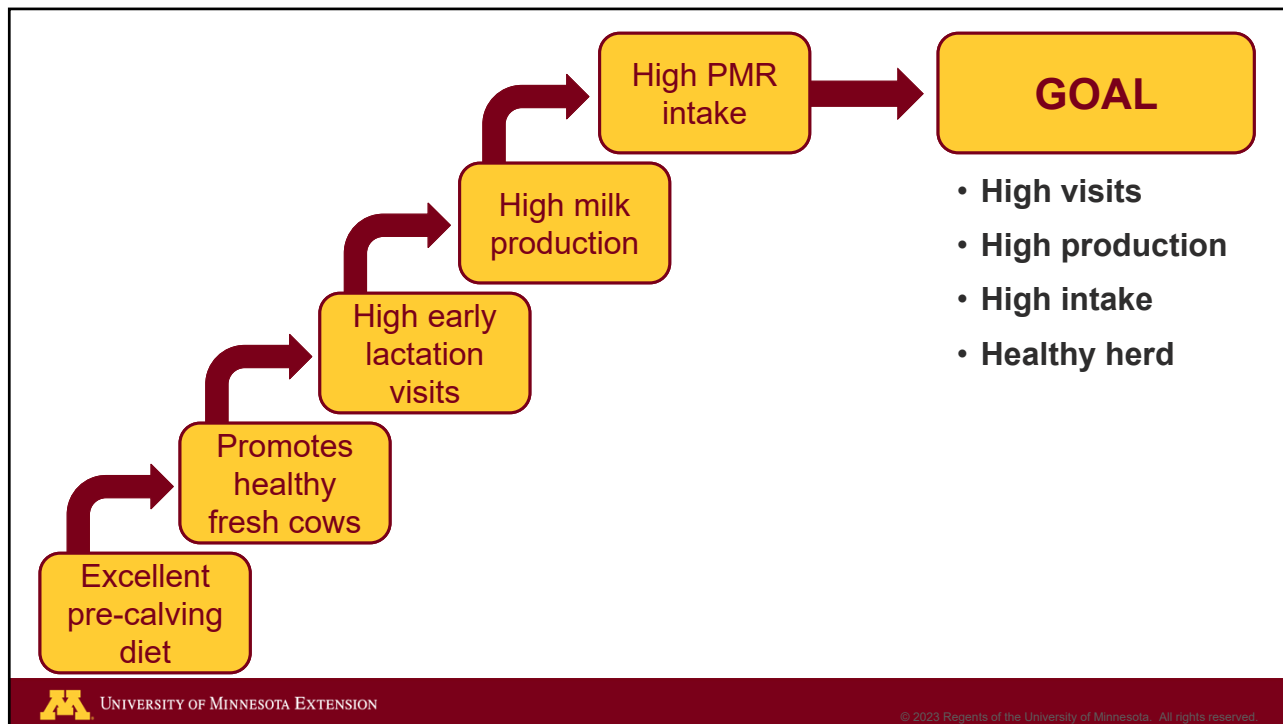 High PMR
intake
GOAL
• High visits
• High production
• High intake
• Healthy herd
High milk
production
High early
lactation
visits
Promotes
healthy
fresh cows
Excellent
pre-calving
diet
UNIVERSITY OF MINNESOTA EXTENSION
© 2023 Regents of the University of Minnesota. All rights reserved.